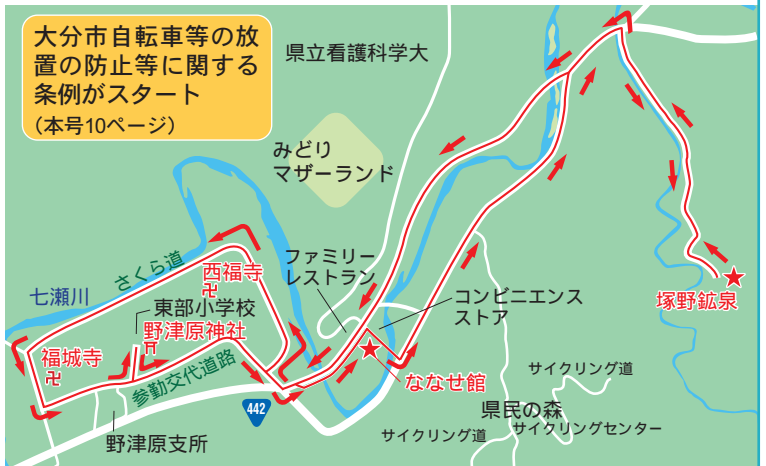 大分市自転車等の放
置の防止等に関する
条例がスタート
(本号10ページ)
県立看護科学大
みどり
マザーランド
さくら道
西福寺
七瀬川
ファミリー
レストラン
東部小学校
野津原神社
コンビニエンス
ストア
塚野鉱泉
福城寺
参勤交代道路
ななせ館
サイクリング道
県民の森
442
野津原支所
サイクリング道
サイクリングセンター